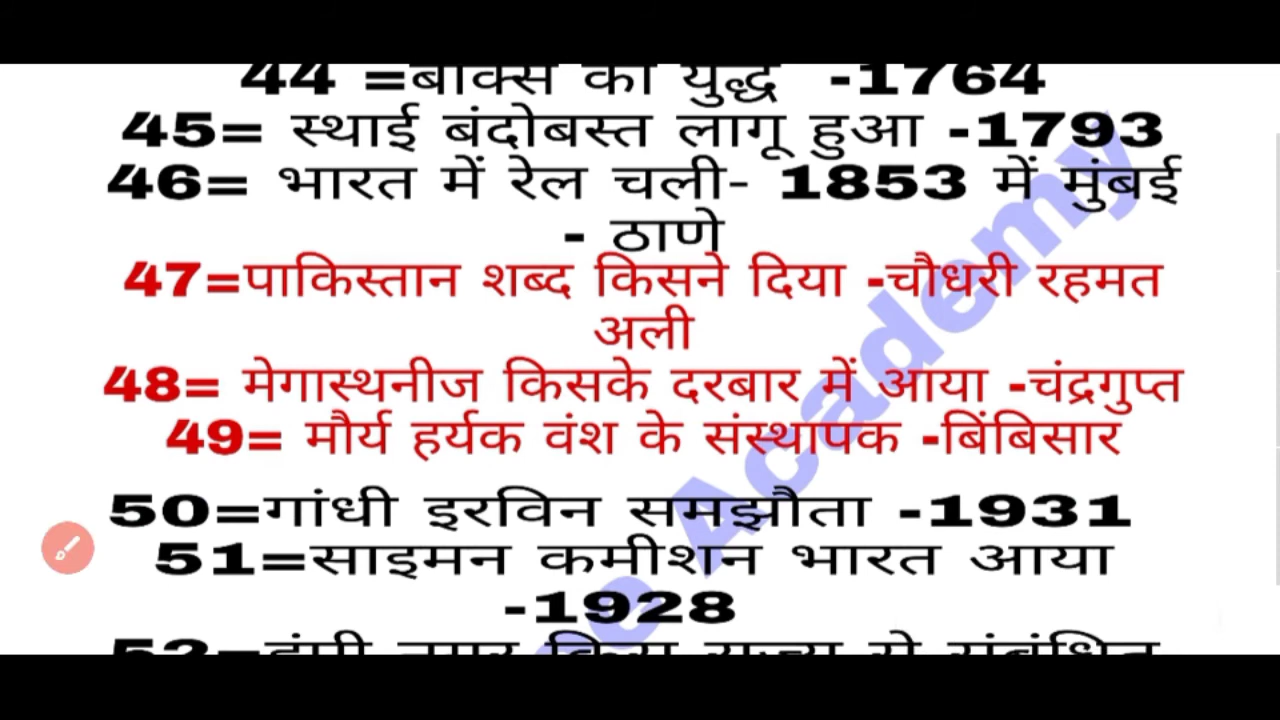 44 =बाक्स का युद्ध -1764
45= स्थाई बंदोबस्त लागू हुआ -1793
46= भारत में रेल चली- 1853 में मुंबई
- ठाणे
47=पाकिस्तान शब्द किसने दिया -चौधरी रहमत
अली
48= मेगास्थनीज किसके दरबार में आया -चंद्रगुप्त
49= मौर्य हर्यक वंश के संस्थापक -बिंबिसार
50=गांधी इरविन समझौता -1931
51=साइमन कमीशन भारत आया
-1928
Academy